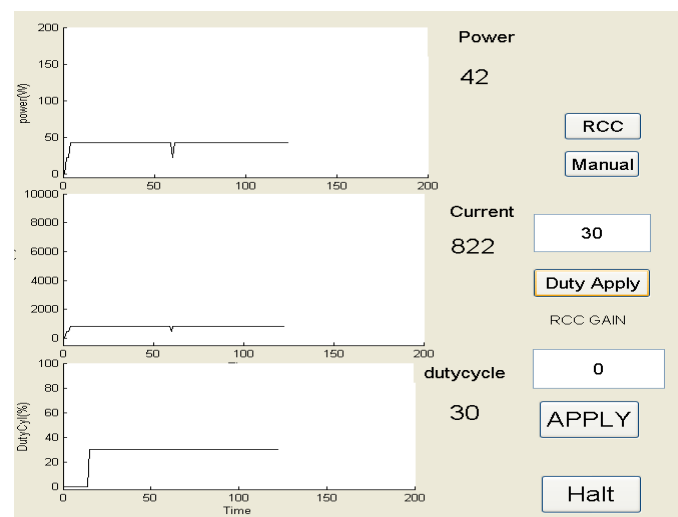 200
150
100
50
0
power(W)
0 50 100 150 200
Power
42
RCC
Manual
10000
8000
6000
4000
2000
0
0 50 100 150 200
Current
822
30
Duty Apply
RCC GAIN
0
100
80
60
40
20
0
DutyCyl(%)
0 50 100 150 200
Time
dutycycle
30
APPLY
Halt